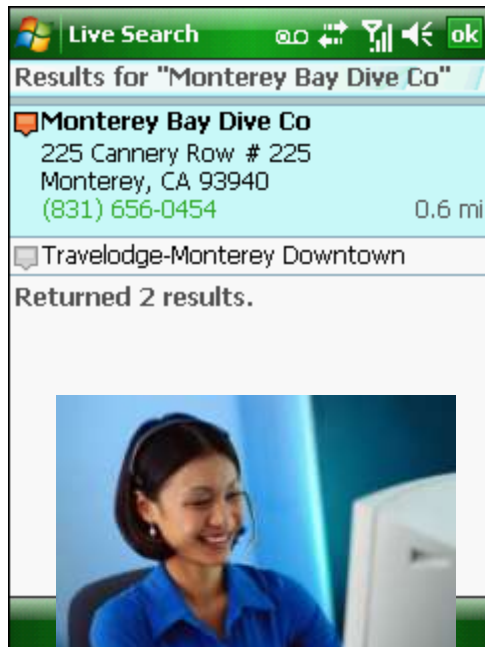 Live Search ok
Results for "Monterey Bay Dive Co"
Monterey Bay Dive Co
225 Cannery Row # 225
Monterey, CA 93940
(831) 656-0454 0.6 mi
Travelodge-Monterey Downtown
Returned 2 results.